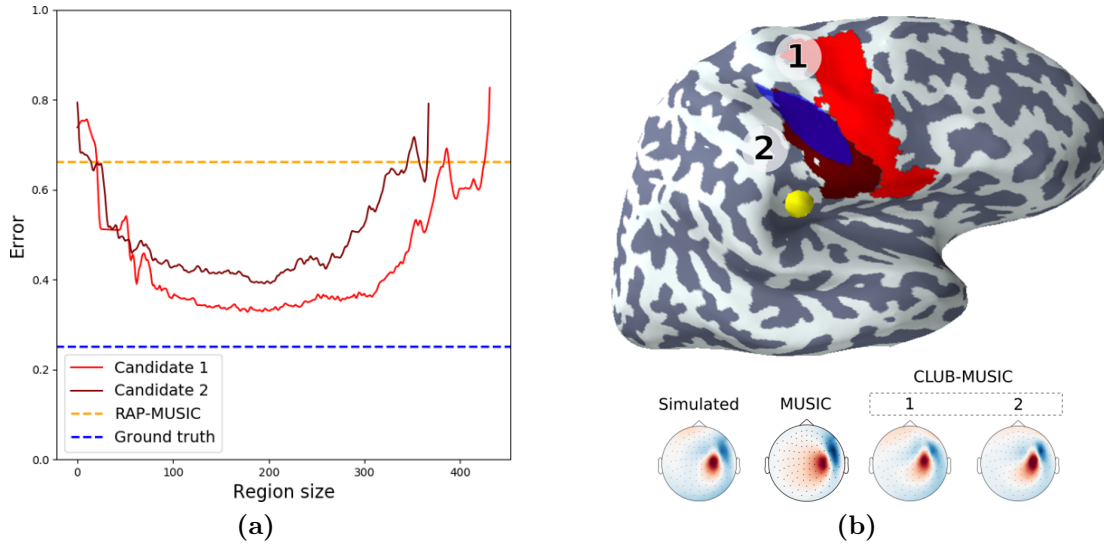 1.0
0.8
0.6
0.4
0.2
0.0
Error
0
100
200
300
400
Region size
Candidate 1
Candidate 2
RAP-MUSIC
Ground truth
(a)
1
2
CLUB-MUSIC
Simulated
MUSIC
1
2
(b)